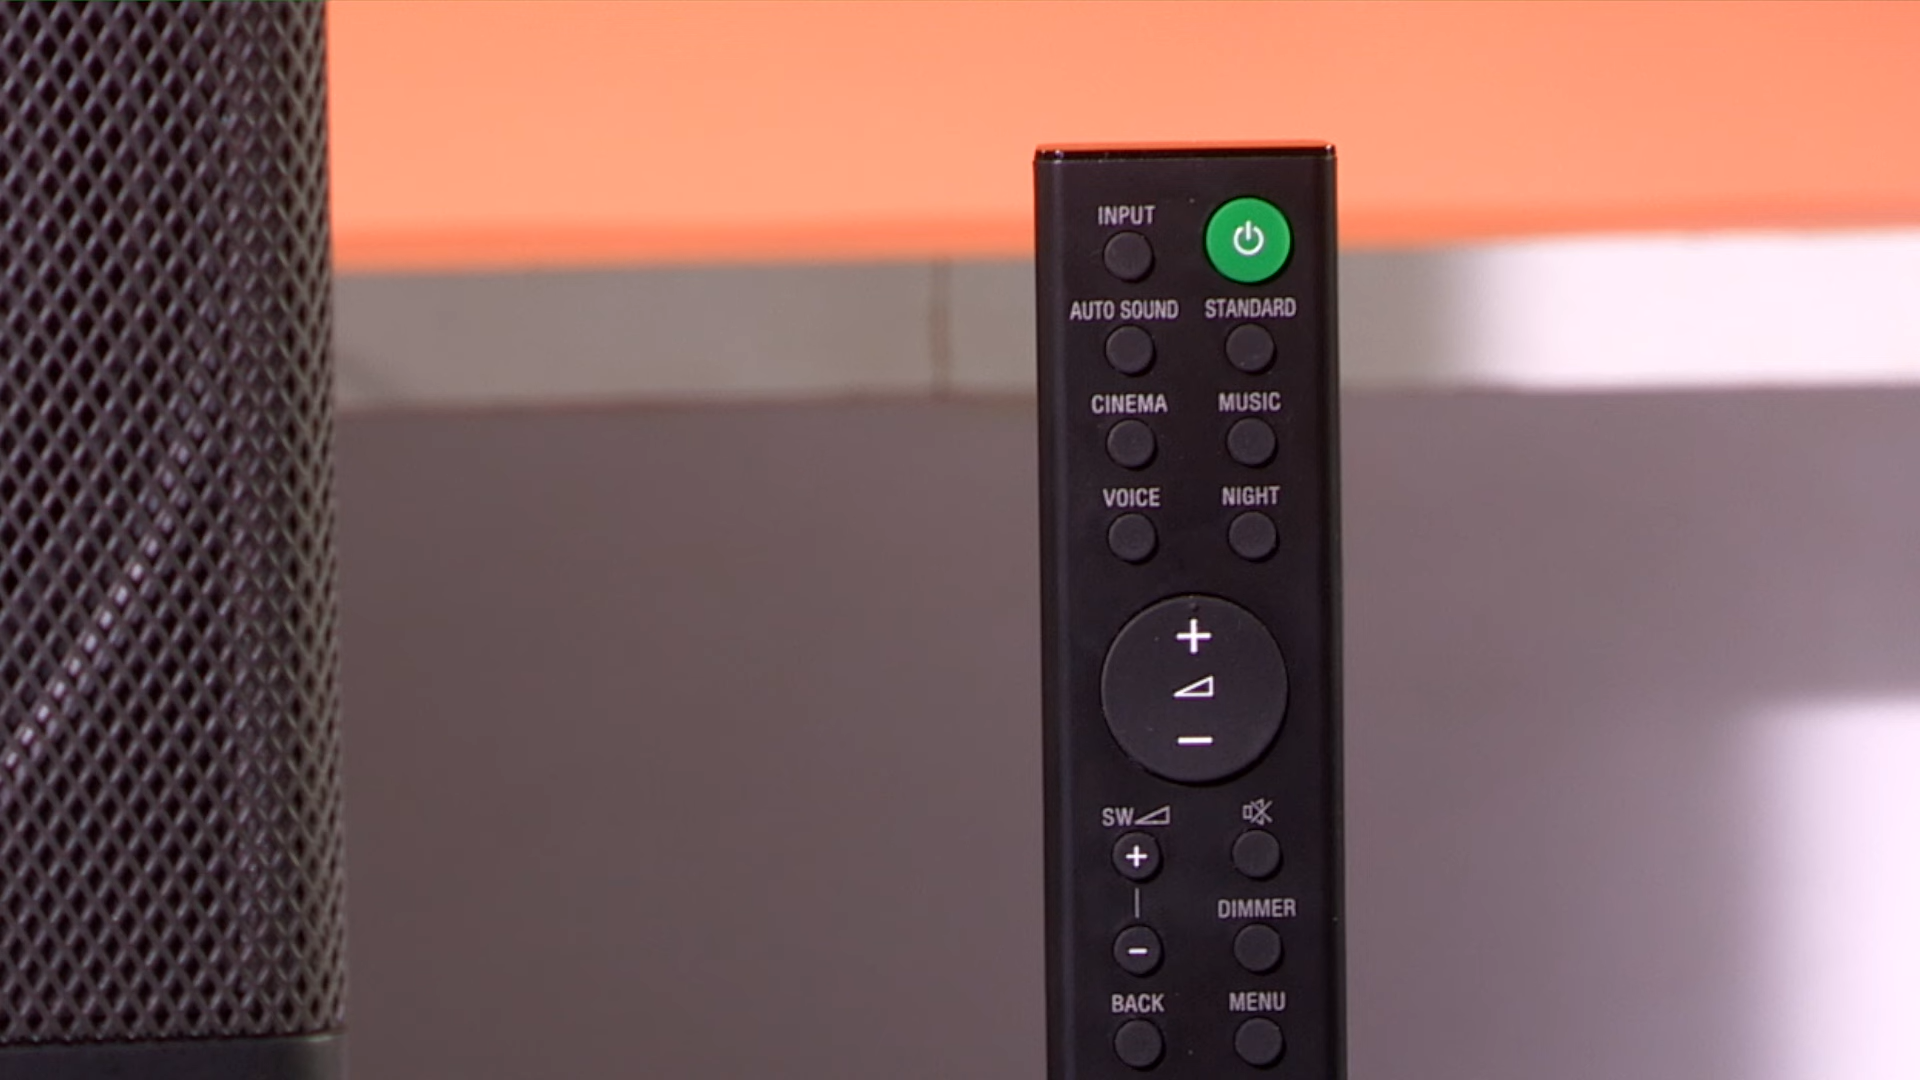 INPUT
AUTO SOUND STANDARD
CINEMA MUSIC
VOICE NIGHT
+
−
SW
+
DIMMER
−
BACK MENU